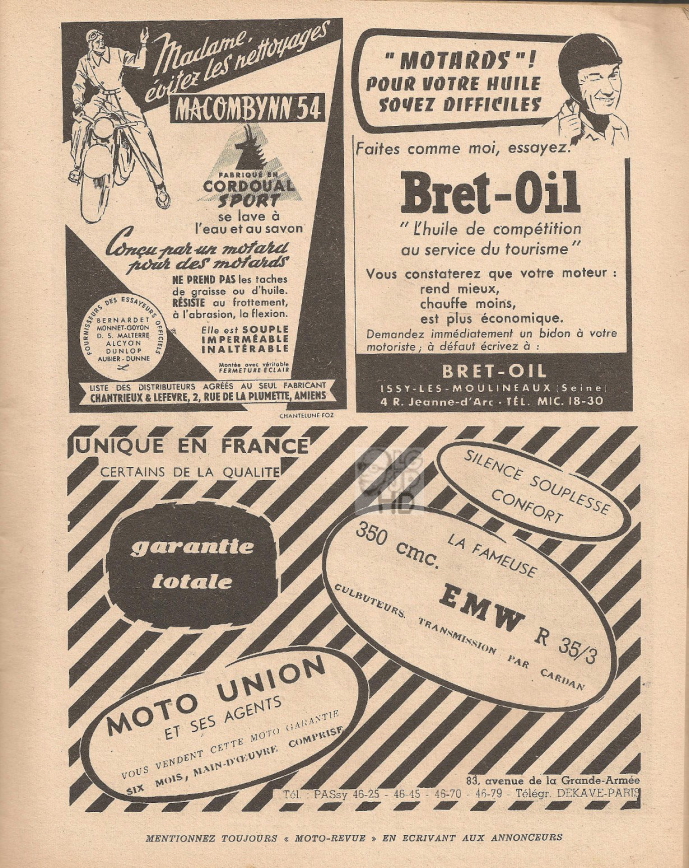 Madame,
évitez les nettoyages
MACOMBYNN 54
FABRIQUÉ EN
CORDOUAL
SPORT
se lave à
l'eau et au savon
Conçu par un motard
pour des motards
NE PREND PAS les taches
de graisse ou d'huile.
RÉSISTE au frottement,
à l'abrasion, la flexion.
Elle est SOUPLE
IMPERMÉABLE
INALTÉRABLE
Montée avec véritable
FERMETURE ÉCLAIR
FOURNISSEURS DES ESSAYEURS OFFICIELS
BERNARDET
MONNET-GOYON
O. S. MALTERRE
ALCYON
DUNLOP
AUBIER-DUNNE
LISTE DES DISTRIBUTEURS AGRÉÉS AU SEUL FABRICANT
CHANTRIEUX & LEFEVRE, 2, RUE DE LA PLUMETTE, AMIENS
CHANTELUNE FOZ
"MOTARDS"!
POUR VOTRE HUILE
SOYEZ DIFFICILES
Faites comme moi, essayez:
Bret-Oil
"L'huile de compétition
au service du tourisme"
Vous constaterez que votre moteur :
rend mieux,
chauffe moins,
est plus économique.
Demandez immédiatement un bidon à votre
motoriste; à défaut écrivez à :
BRET-OIL
ISSY-LES-MOULINEAUX (Seine)
4 R. Jeanne-d'Arc - TÉL. MIC. 18-30
UNIQUE EN FRANCE
CERTAINS DE LA QUALITE
garantie
totale
SILENCE SOUPLESSE
CONFORT
350 cmc.
LA FAMEUSE
EMW R 35/3
CULBUTEURS. TRANSMISSION PAR CARDAN
MOTO UNION
ET SES AGENTS
VOUS VENDENT CETTE MOTO GARANTIE
SIX MOIS, MAIN-D'ŒUVRE COMPRISE
83, avenue de la Grande-Armée
Tél. : PASsy 46-25 - 46-45 - 46-70 - 46-79 - Télégr. DEKAVE-PARIS
MENTIONNEZ TOUJOURS « MOTO-REVUE » EN ECRIVANT AUX ANNONCEURS